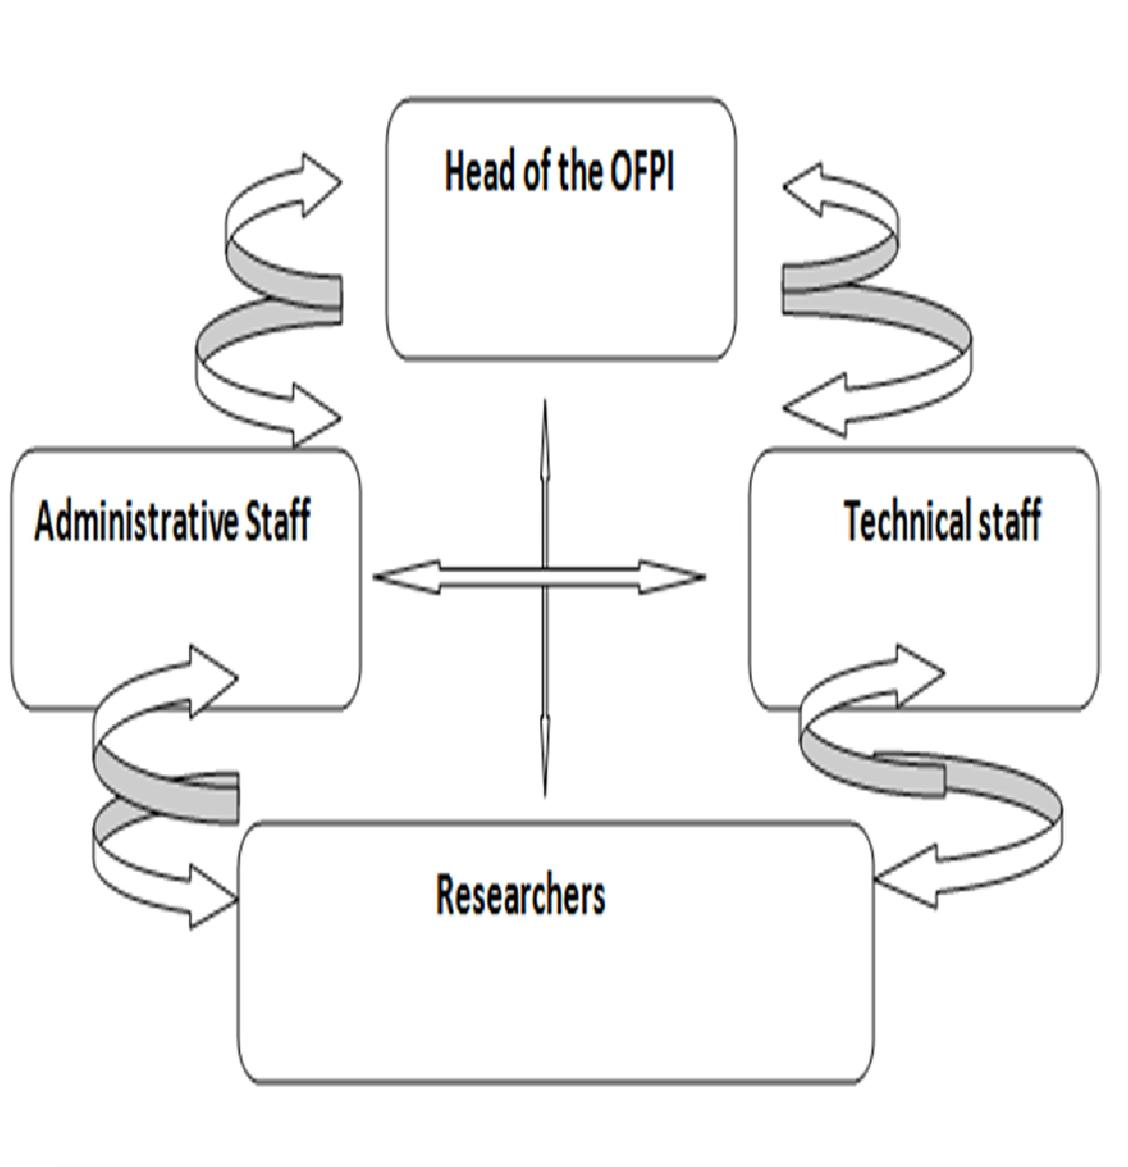 Head of the OFPI
Administrative Staff
Technical staff
Researchers